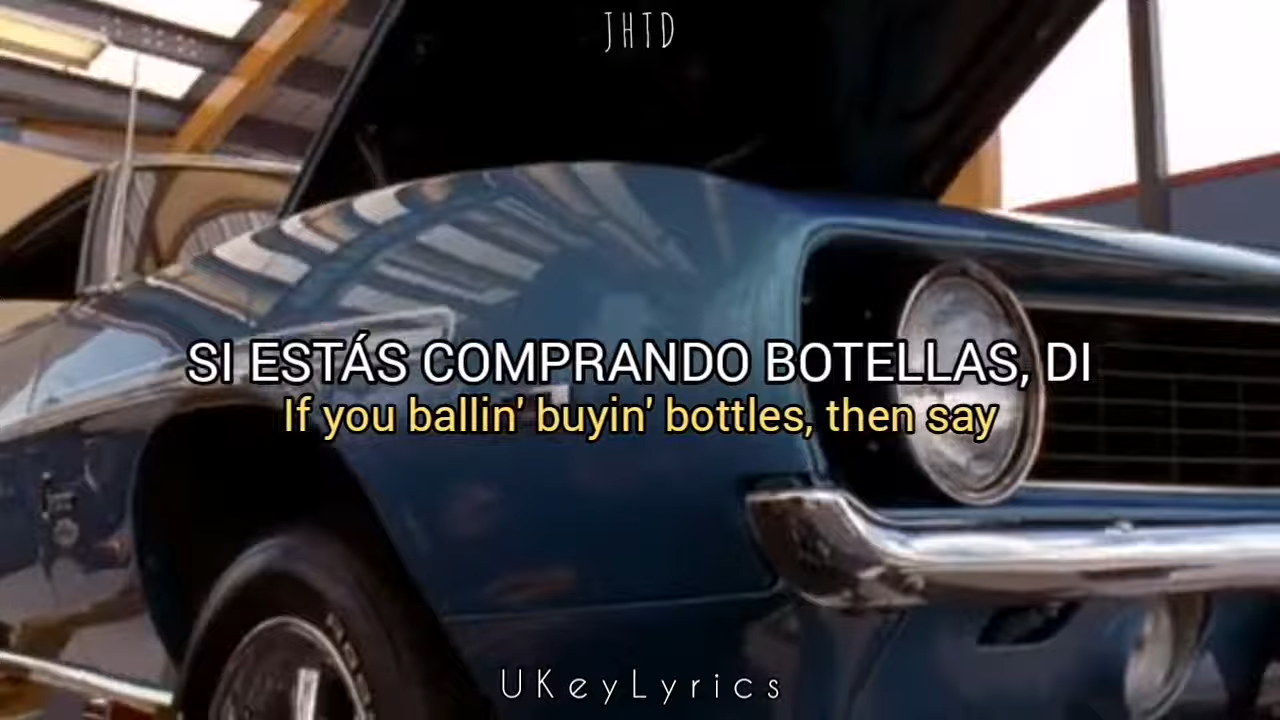 JHTD
SI ESTÁS COMPRANDO BOTELLAS, DI
If you ballin' buyin' bottles, then say
UKeyLyrics